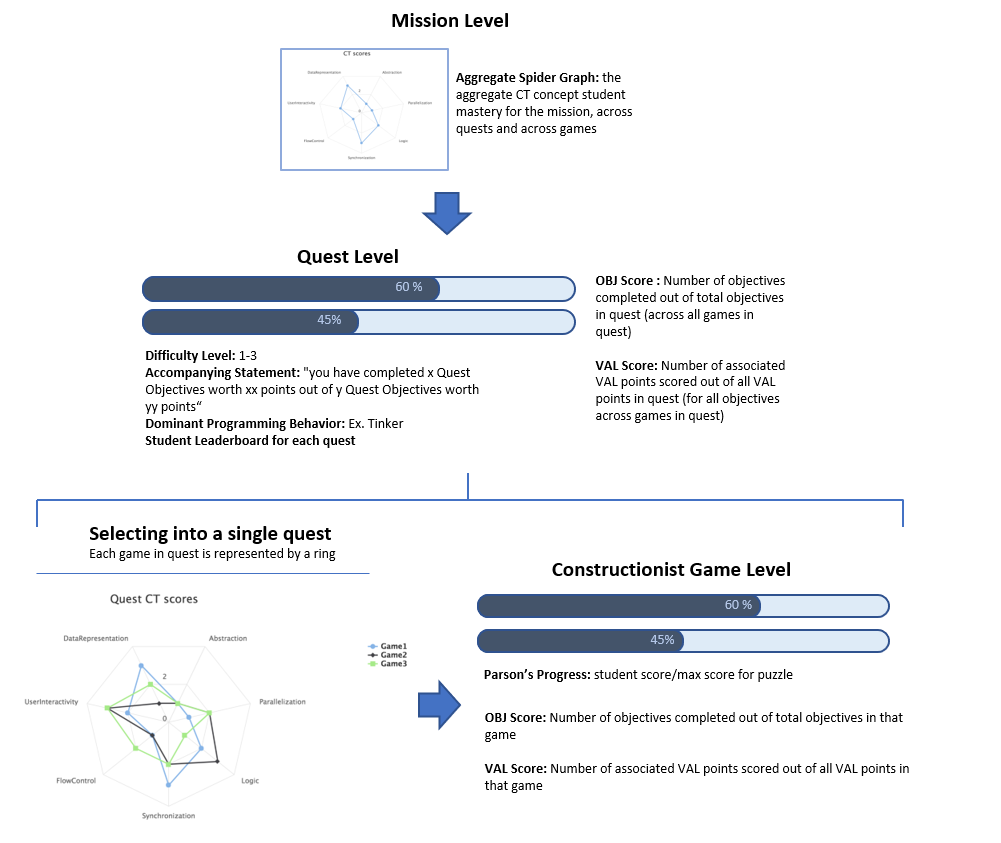 Mission Level
CT scores
DataRepresentation
Abstraction
UserInteractivity
Parallelization
FlowControl
Logic
Synchronization
Aggregate Spider Graph: the
aggregate CT concept student
mastery for the mission, across
quests and across games
Quest Level
60 %
45%
OBJ Score : Number of objectives
completed out of total objectives
in quest (across all games in
quest)
VAL Score: Number of associated
VAL points scored out of all VAL
points in quest (for all objectives
across games in quest)
Difficulty Level: 1-3
Accompanying Statement: "you have completed x Quest
Objectives worth xx points out of y Quest Objectives worth
yy points“
Dominant Programming Behavior: Ex. Tinker
Student Leaderboard for each quest
Selecting into a single quest
Each game in quest is represented by a ring
Quest CT scores
DataRepresentation
Abstraction
2
0
UserInteractivity
Parallelization
FlowControl
Logic
Synchronization
Game1
Game2
Game3
Constructionist Game Level
60 %
45%
Parson’s Progress: student score/max score for puzzle
OBJ Score: Number of objectives completed out of total objectives in that
game
VAL Score: Number of associated VAL points scored out of all VAL points in
that game